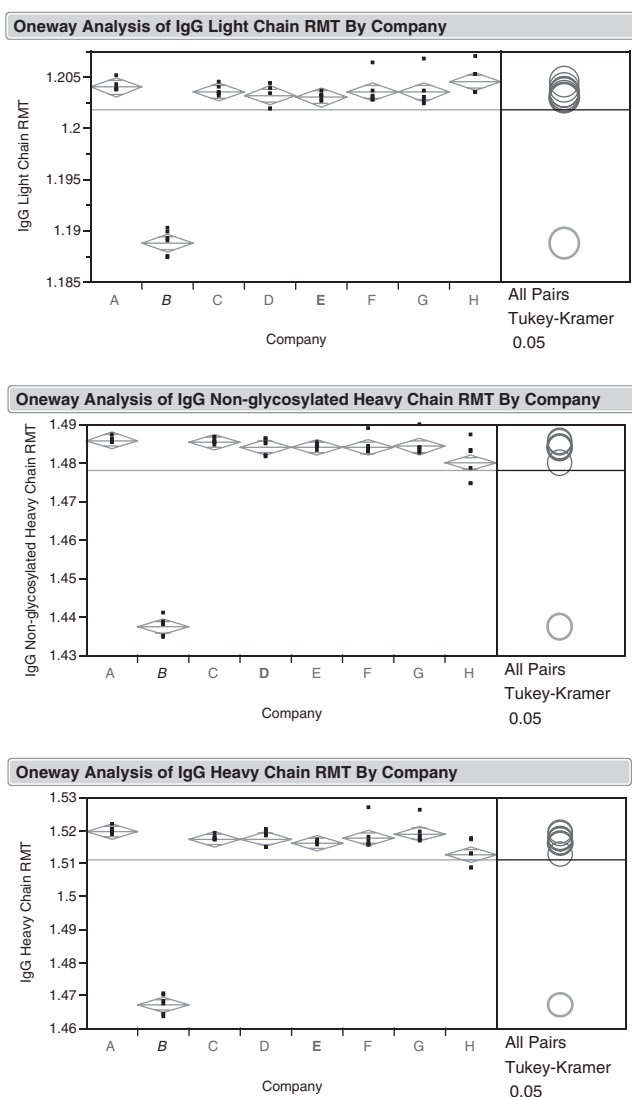 Oneway Analysis of IgG Light Chain RMT By Company
IgG Light Chain RMT
1.205
1.2
1.195
1.19
1.185
A B C D E F G H
Company
All Pairs
Tukey-Kramer
0.05
Oneway Analysis of IgG Non-glycosylated Heavy Chain RMT By Company
IgG Non-glycosylated Heavy Chain RMT
1.49
1.48
1.47
1.46
1.45
1.44
1.43
A B C D E F G H
Company
All Pairs
Tukey-Kramer
0.05
Oneway Analysis of IgG Heavy Chain RMT By Company
IgG Heavy Chain RMT
1.53
1.52
1.51
1.5
1.49
1.48
1.47
1.46
A B C D E F G H
Company
All Pairs
Tukey-Kramer
0.05